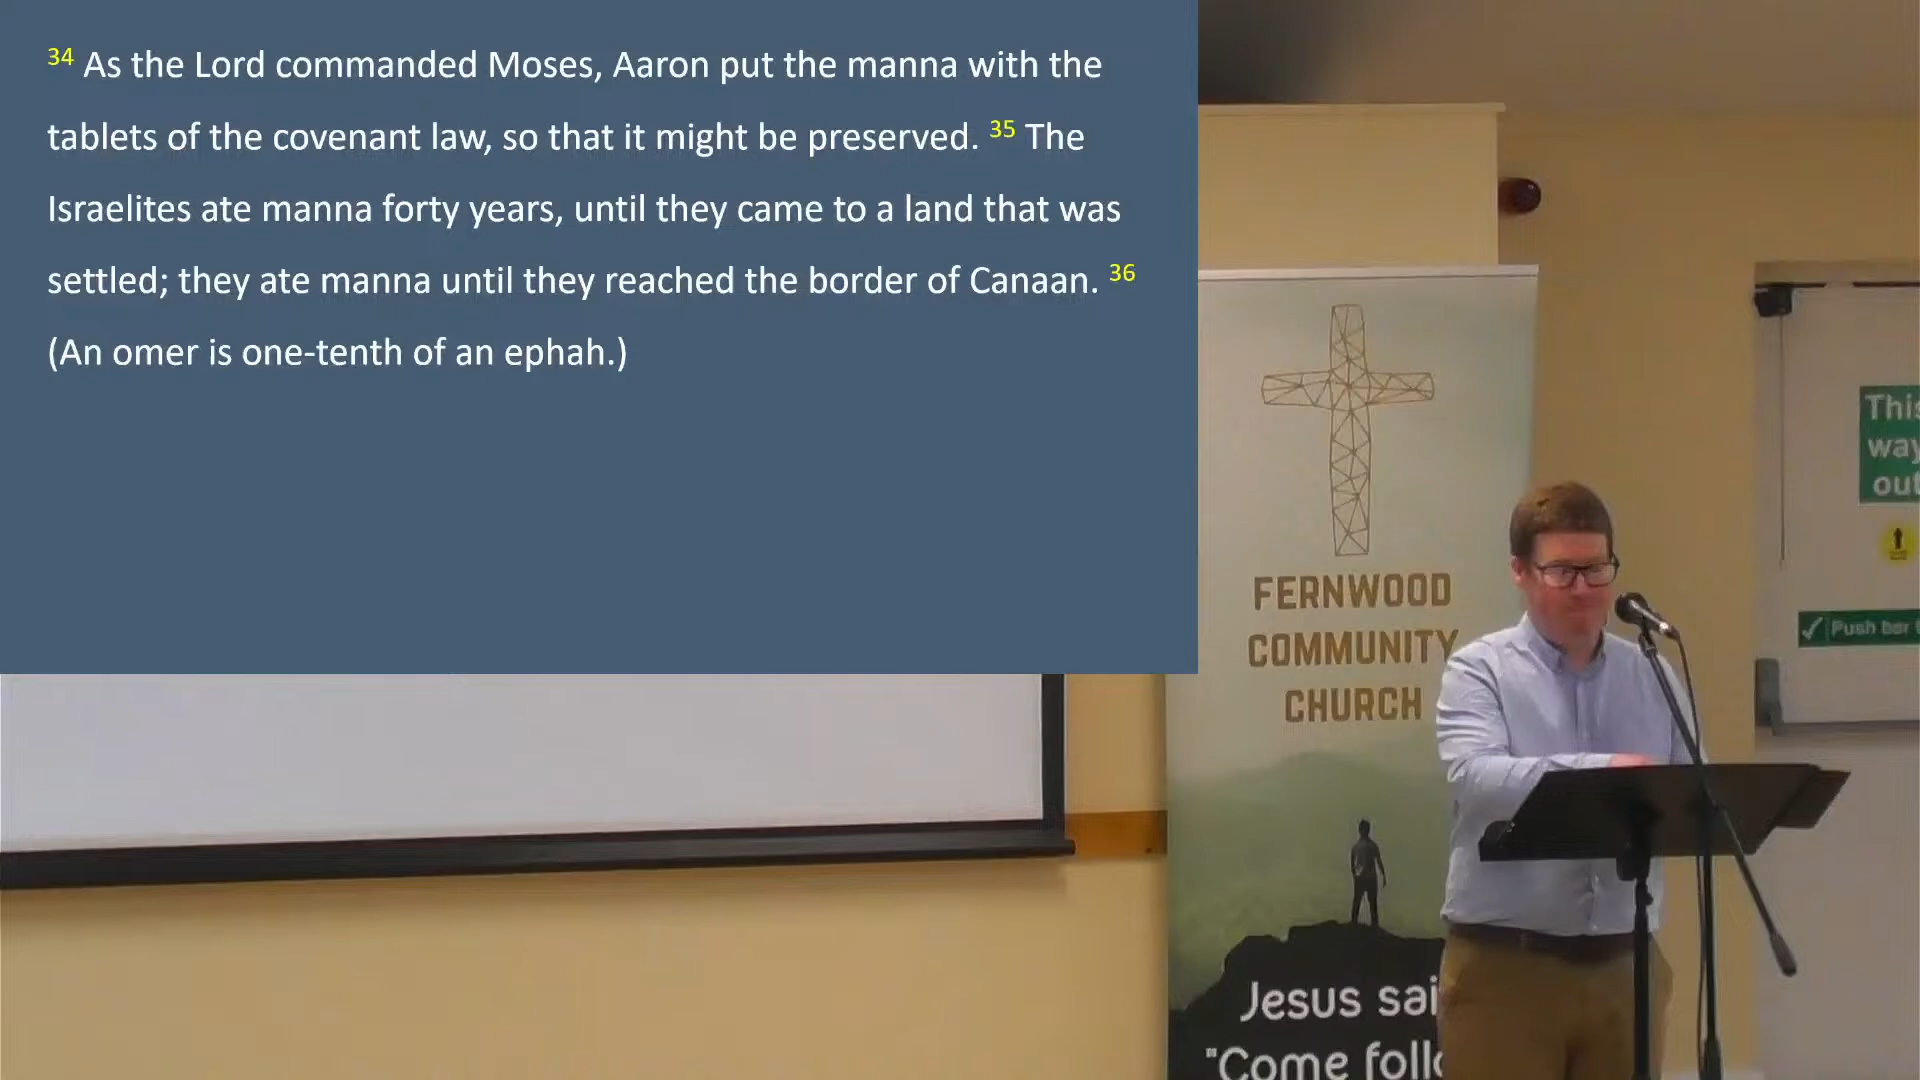 34 As the Lord commanded Moses, Aaron put the manna with the
tablets of the covenant law, so that it might be preserved. 35 The
Israelites ate manna forty years, until they came to a land that was
settled; they ate manna until they reached the border of Canaan. 36
(An omer is one-tenth of an ephah.)
FERNWOOD
COMMUNITY
CHURCH
Jesus sai
"Come follo
This
way
out
Push bar t